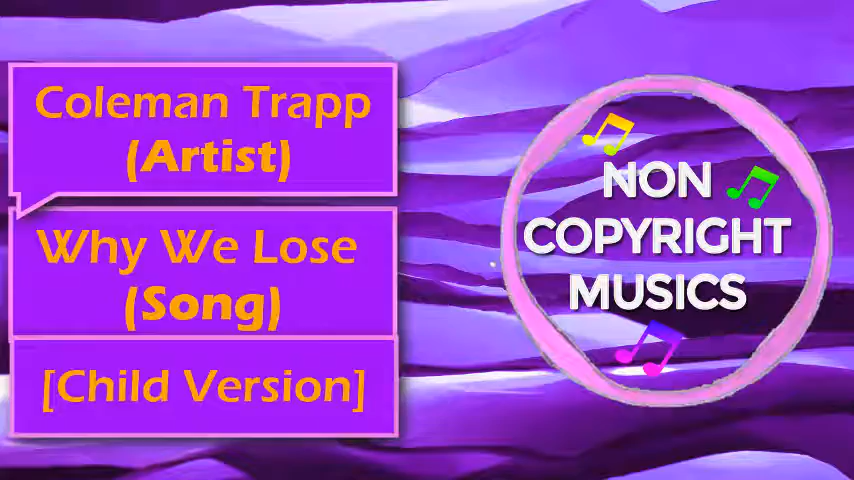 Coleman Trapp
(Artist)
Why We Lose
(Song)
[Child Version]
NON
COPYRIGHT
MUSICS